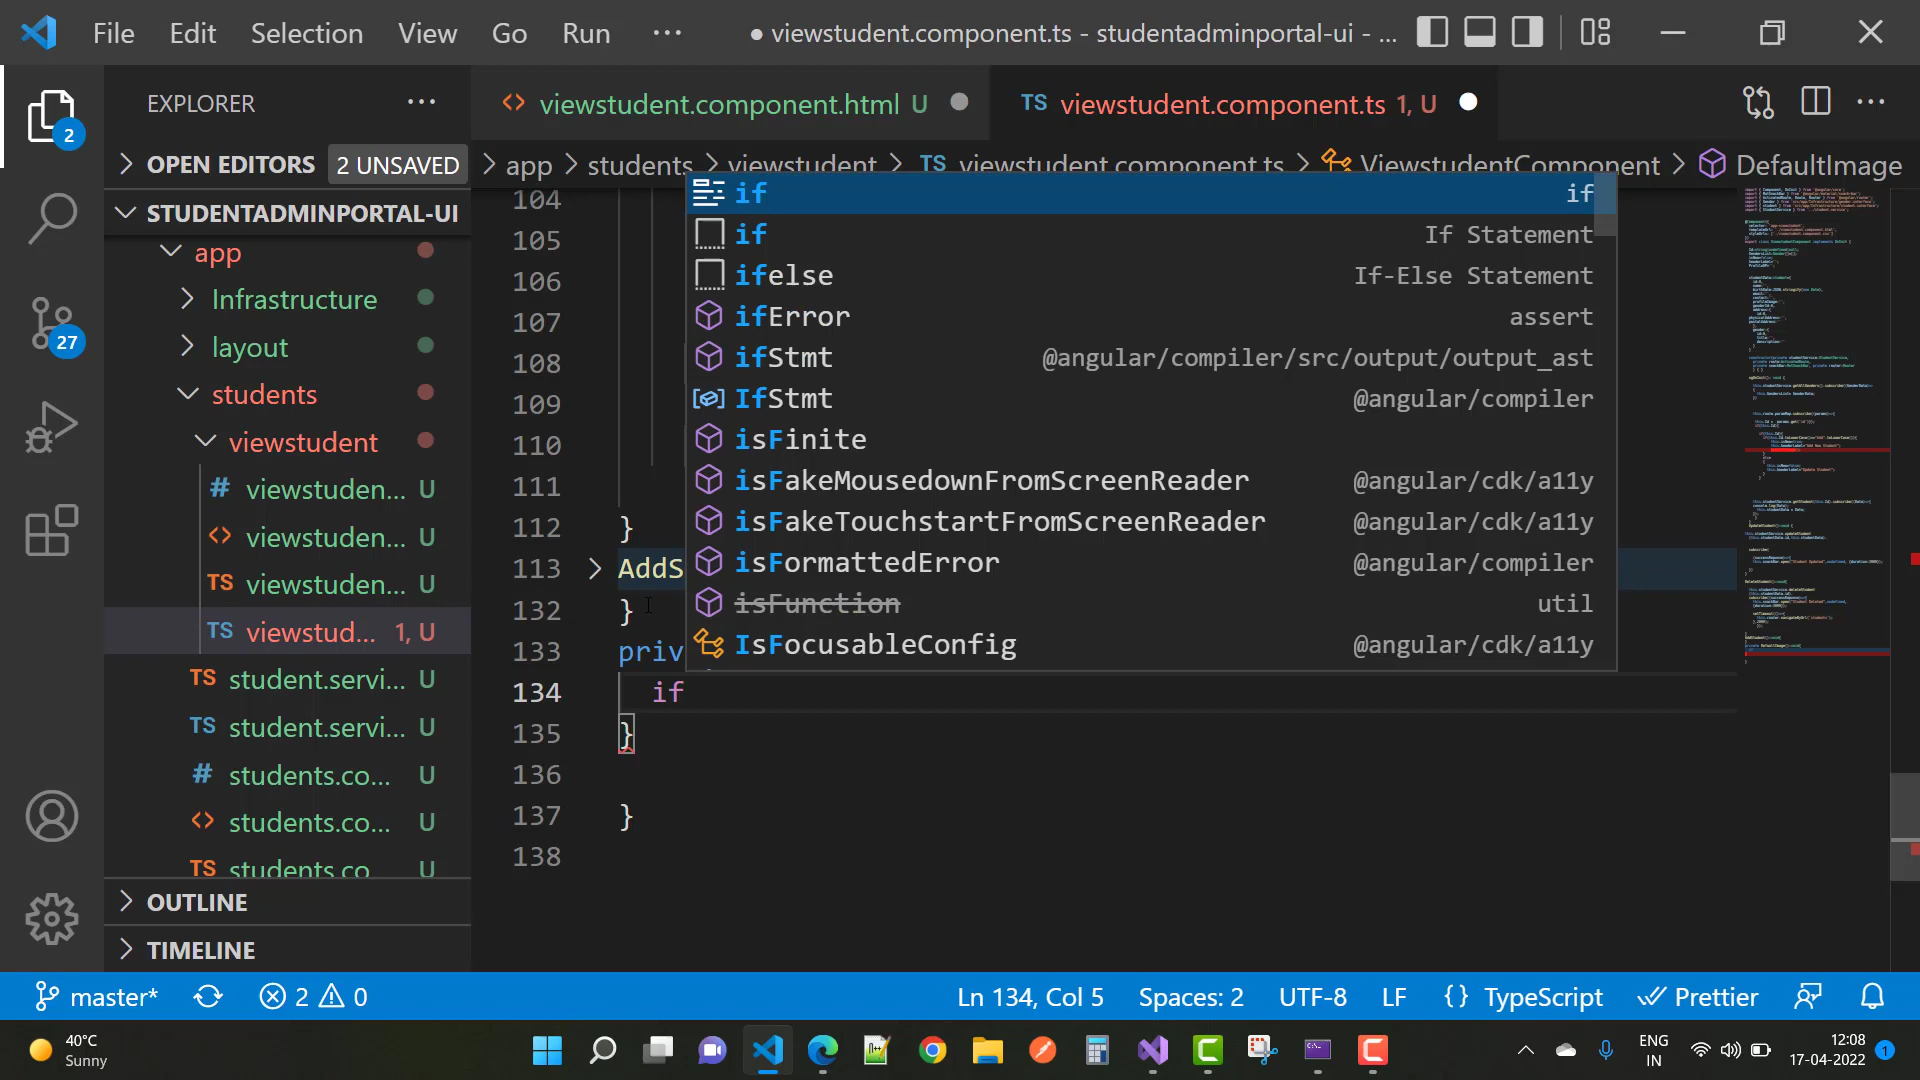 File Edit Selection View Go Run ··· ● viewstudent.component.ts - studentadminportal-ui - ...
EXPLORER ···
viewstudent.component.html U
TS viewstudent.component.ts 1, U
OPEN EDITORS 2 UNSAVED
app > students > viewstudent > TS viewstudent.component.ts > ViewstudentComponent > DefaultImage
STUDENTADMINPORTAL-UI
app
Infrastructure
layout
students
viewstudent
# viewstuden... U
<> viewstuden... U
TS viewstuden... U
TS viewstud... 1, U
TS student.servi... U
TS student.servi... U
# students.co... U
<> students.co... U
TS students.co U
OUTLINE
TIMELINE
2
27
104
105
106
107
108
109
110
111
112 }
113 > AddS
132 }
133 priv
134 if
135 }
136
137 }
138
if if
if If Statement
ifelse If-Else Statement
ifError assert
ifStmt @angular/compiler/src/output/output_ast
IfStmt @angular/compiler
isFinite
isFakeMousedownFromScreenReader @angular/cdk/a11y
isFakeTouchstartFromScreenReader @angular/cdk/a11y
isFormattedError @angular/compiler
isFunction util
IsFocusableConfig @angular/cdk/a11y
master* 2 0 Ln 134, Col 5 Spaces: 2 UTF-8 LF {} TypeScript Prettier
40°C
Sunny
ENG
IN
12:08
17-04-2022
1